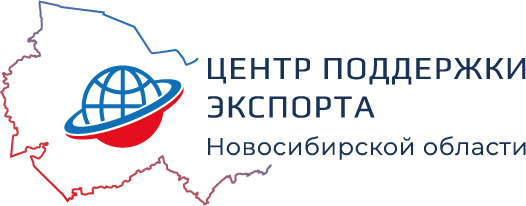 ЦЕНТР ПОДДЕРЖКИ
ЭКСПОРТА
Новосибирской области